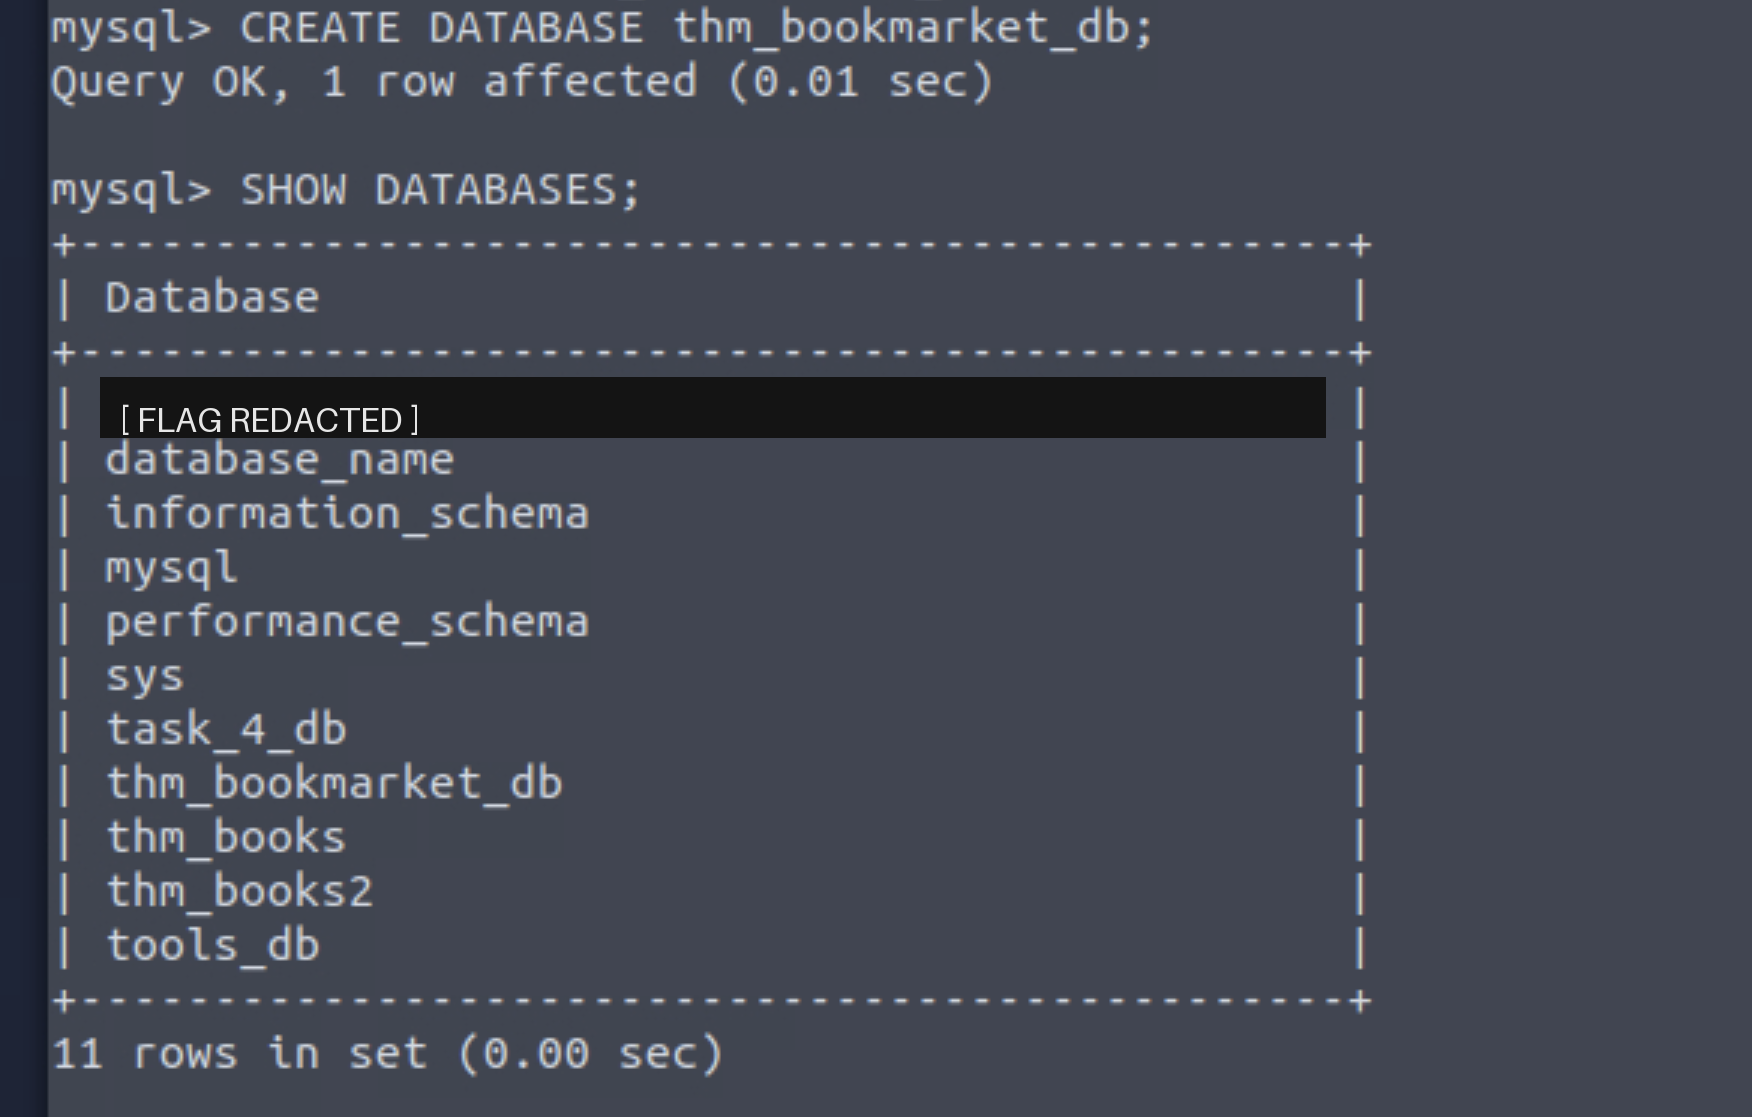 mysql> CREATE DATABASE thm_bookmarket_db;
Query OK, 1 row affected (0.01 sec)
mysql> SHOW DATABASES;
+-----------------------------------------------+
| Database                                      |
+-----------------------------------------------+
| [ FLAG REDACTED ]                             |
| database_name                                 |
| information_schema                            |
| mysql                                         |
| performance_schema                            |
| sys                                           |
| task_4_db                                     |
| thm_bookmarket_db                             |
| thm_books                                     |
| thm_books2                                    |
| tools_db                                      |
+-----------------------------------------------+
11 rows in set (0.00 sec)